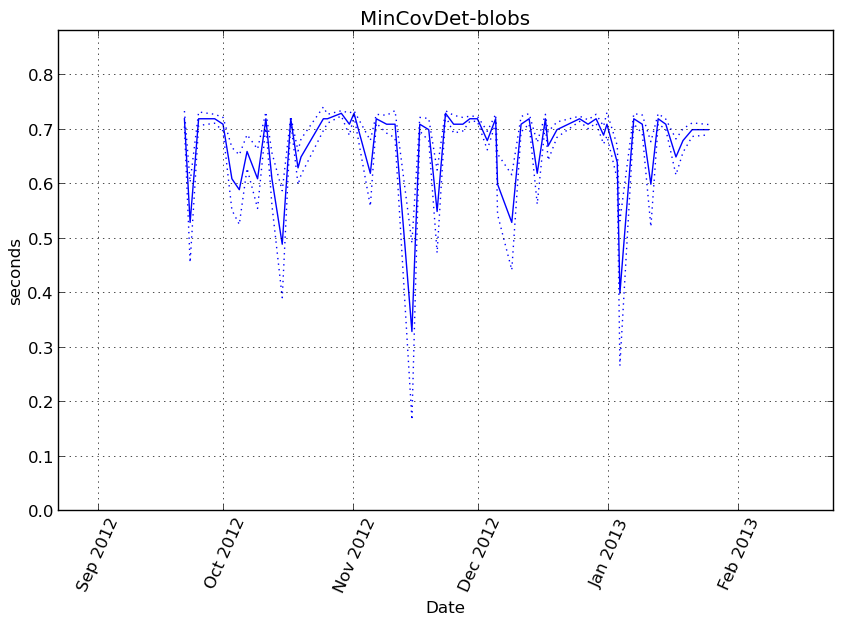 MinCovDet-blobs
seconds
0.8
0.7
0.6
0.5
0.4
0.3
0.2
0.1
0.0
Sep 2012
Oct 2012
Nov 2012
Dec 2012
Jan 2013
Feb 2013
Date